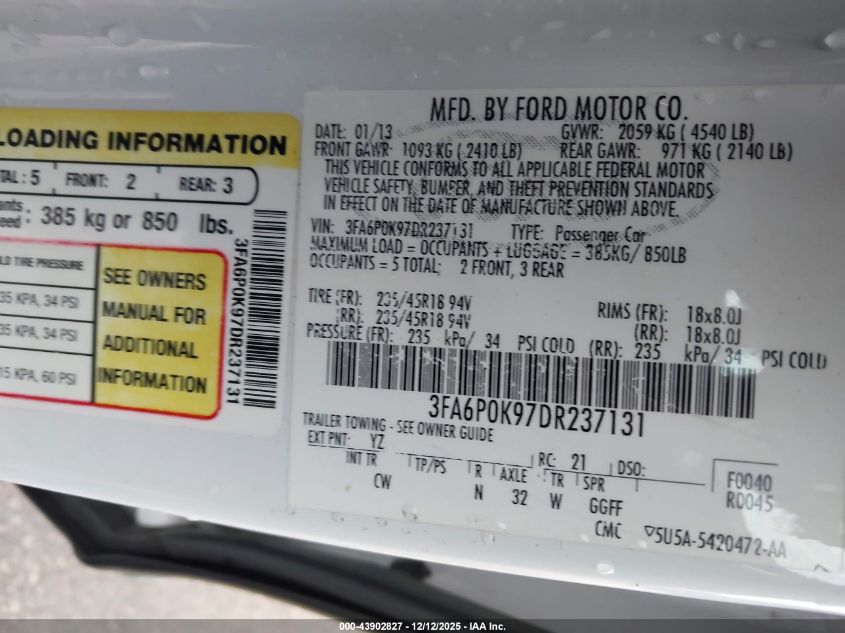 LOADING INFORMATION
TAL : 5 FRONT: 2 REAR: 3
ants
eed : 385 kg or 850 lbs.
LD TIRE PRESSURE
35 KPA, 34 PSI
35 KPA, 34 PSI
15 KPA, 60 PSI
SEE OWNERS
MANUAL FOR
ADDITIONAL
INFORMATION
3FA6P0K97DR237131
MFD. BY FORD MOTOR CO.
DATE: 01/13 GVWR: 2059 KG ( 4540 LB)
FRONT GAWR: 1093 KG ( 2410 LB) REAR GAWR: 971 KG ( 2140 LB)
THIS VEHICLE CONFORMS TO ALL APPLICABLE FEDERAL MOTOR
VEHICLE SAFETY, BUMPER, AND THEFT PREVENTION STANDARDS
IN EFFECT ON THE DATE OF MANUFACTURE SHOWN ABOVE.
VIN: 3FA6P0K97DR237131 TYPE: Passenger Car
MAXIMUM LOAD = OCCUPANTS + LUGGAGE = 385KG/ 850LB
OCCUPANTS = 5 TOTAL; 2 FRONT, 3 REAR
TIRE (FR): 235/45R18 94V RIMS (FR): 18x8.0J
(RR): 235/45R18 94V (RR): 18x8.0J
PRESSURE (FR): 235 kPa/ 34 PSI COLD (RR): 235 kPa/ 34 PSI COLD
3FA6P0K97DR237131
TRAILER TOWING - SEE OWNER GUIDE
EXT PNT: YZ RC: 21 DSO:
INT TR TP/PS R AXLE TR SPR
CW N 32 W GGFF
F0040
R0045
CMC ▽5U5A-5420472-AA
000-43902827 - 12/12/2025 - IAA Inc.